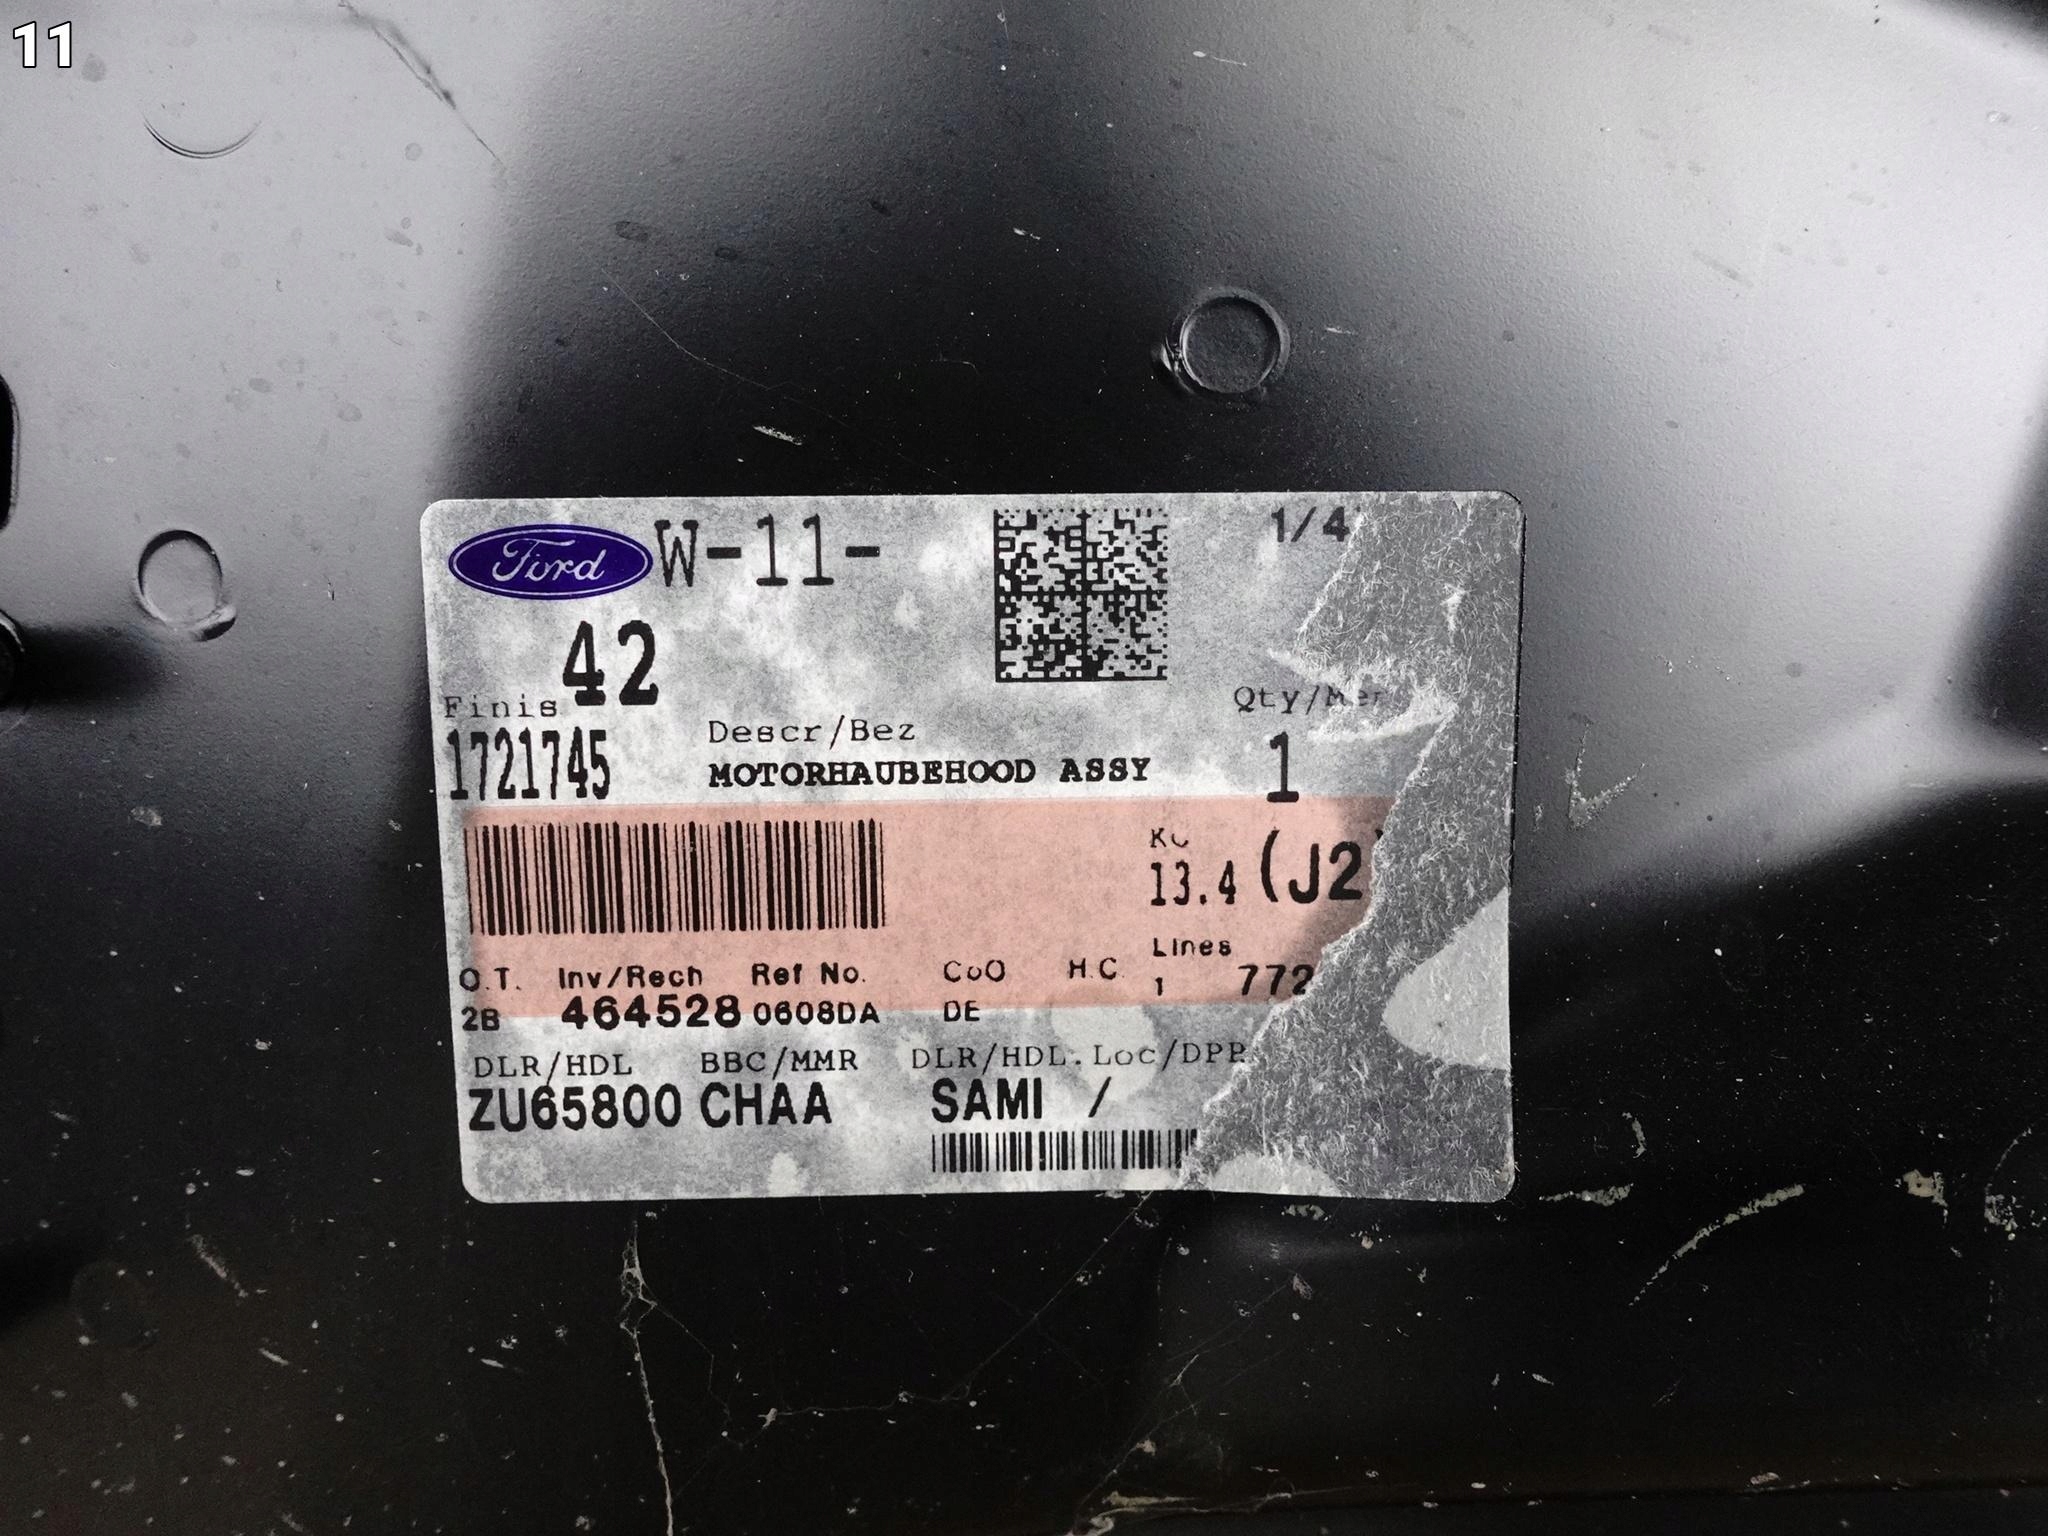 11
Ford W-11- 1/4
42
Finis Descr/Bez Qty/Men
1721745 MOTORHAUBEHOOD ASSY 1
13.4 (J2
O.T. Inv/Rech Ref No. CoO H.C. Lines
2B 464528 0608DA DE 1 772
DLR/HDL BBC/MMR DLR/HDL.Loc/DPR
ZU65800 CHAA SAMI /